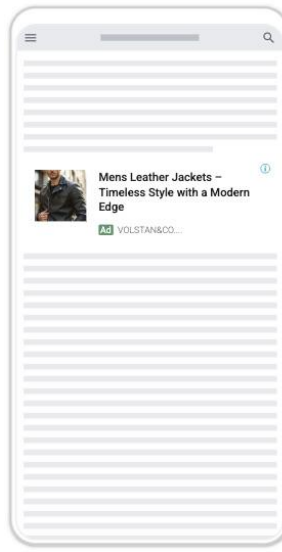 Mens Leather Jackets –
Timeless Style with a Modern
Edge
Ad VOLSTAN&CO...